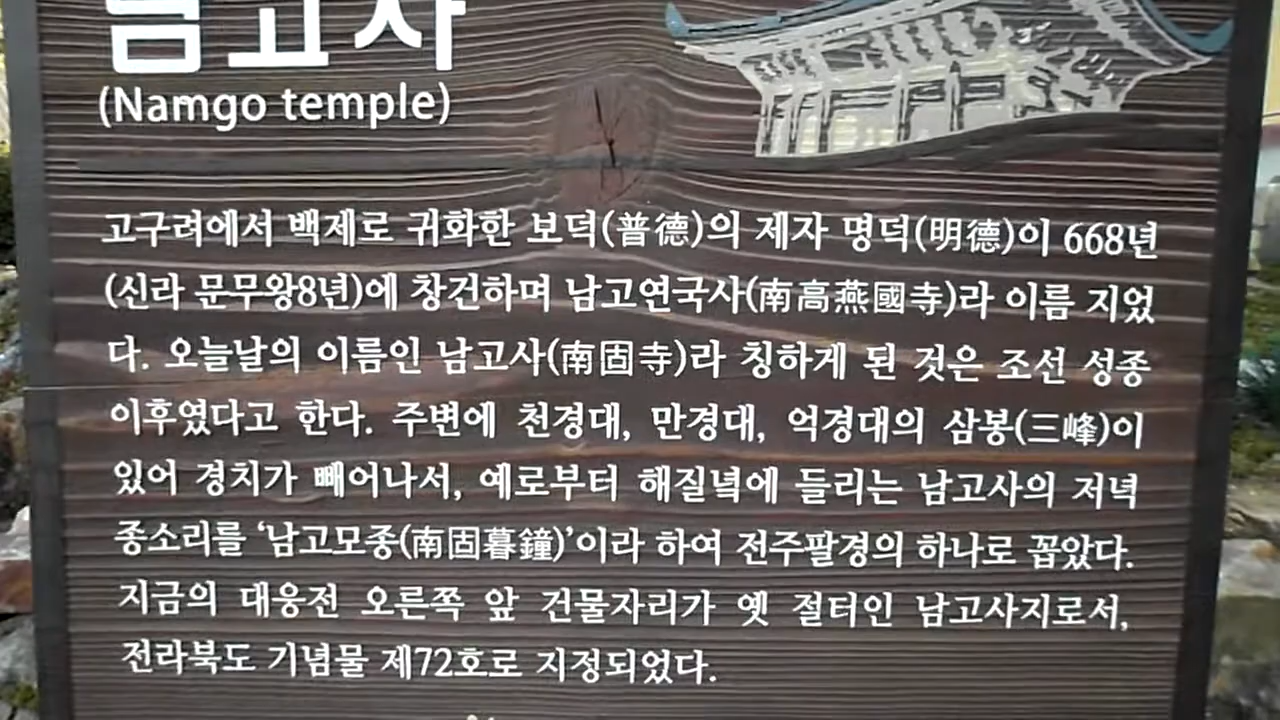 남고사
(Namgo temple)
고구려에서 백제로 귀화한 보덕(普德)의 제자 명덕(明德)이 668년
(신라 문무왕8년)에 창건하며 남고연국사(南高燕國寺)라 이름 지었
다. 오늘날의 이름인 남고사(南固寺)라 칭하게 된 것은 조선 성종
이후였다고 한다. 주변에 천경대, 만경대, 억경대의 삼봉(三峰)이
있어 경치가 빼어나서, 예로부터 해질녘에 들리는 남고사의 저녁
종소리를 ‘남고모종(南固暮鐘)’이라 하여 전주팔경의 하나로 꼽았다.
지금의 대웅전 오른쪽 앞 건물자리가 옛 절터인 남고사지로서,
전라북도 기념물 제72호로 지정되었다.